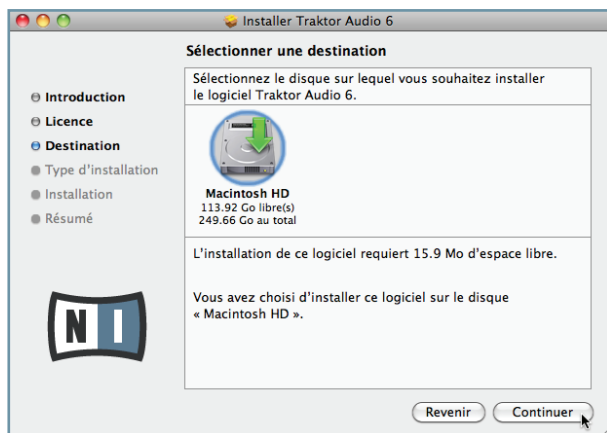 Installer Traktor Audio 6
Sélectionner une destination
Introduction
Licence
Destination
Type d'installation
Installation
Résumé
NI
Sélectionnez le disque sur lequel vous souhaitez installer
le logiciel Traktor Audio 6.
Macintosh HD
113.92 Go libre(s)
249.66 Go au total
L'installation de ce logiciel requiert 15.9 Mo d'espace libre.
Vous avez choisi d'installer ce logiciel sur le disque
« Macintosh HD ».
Revenir
Continuer